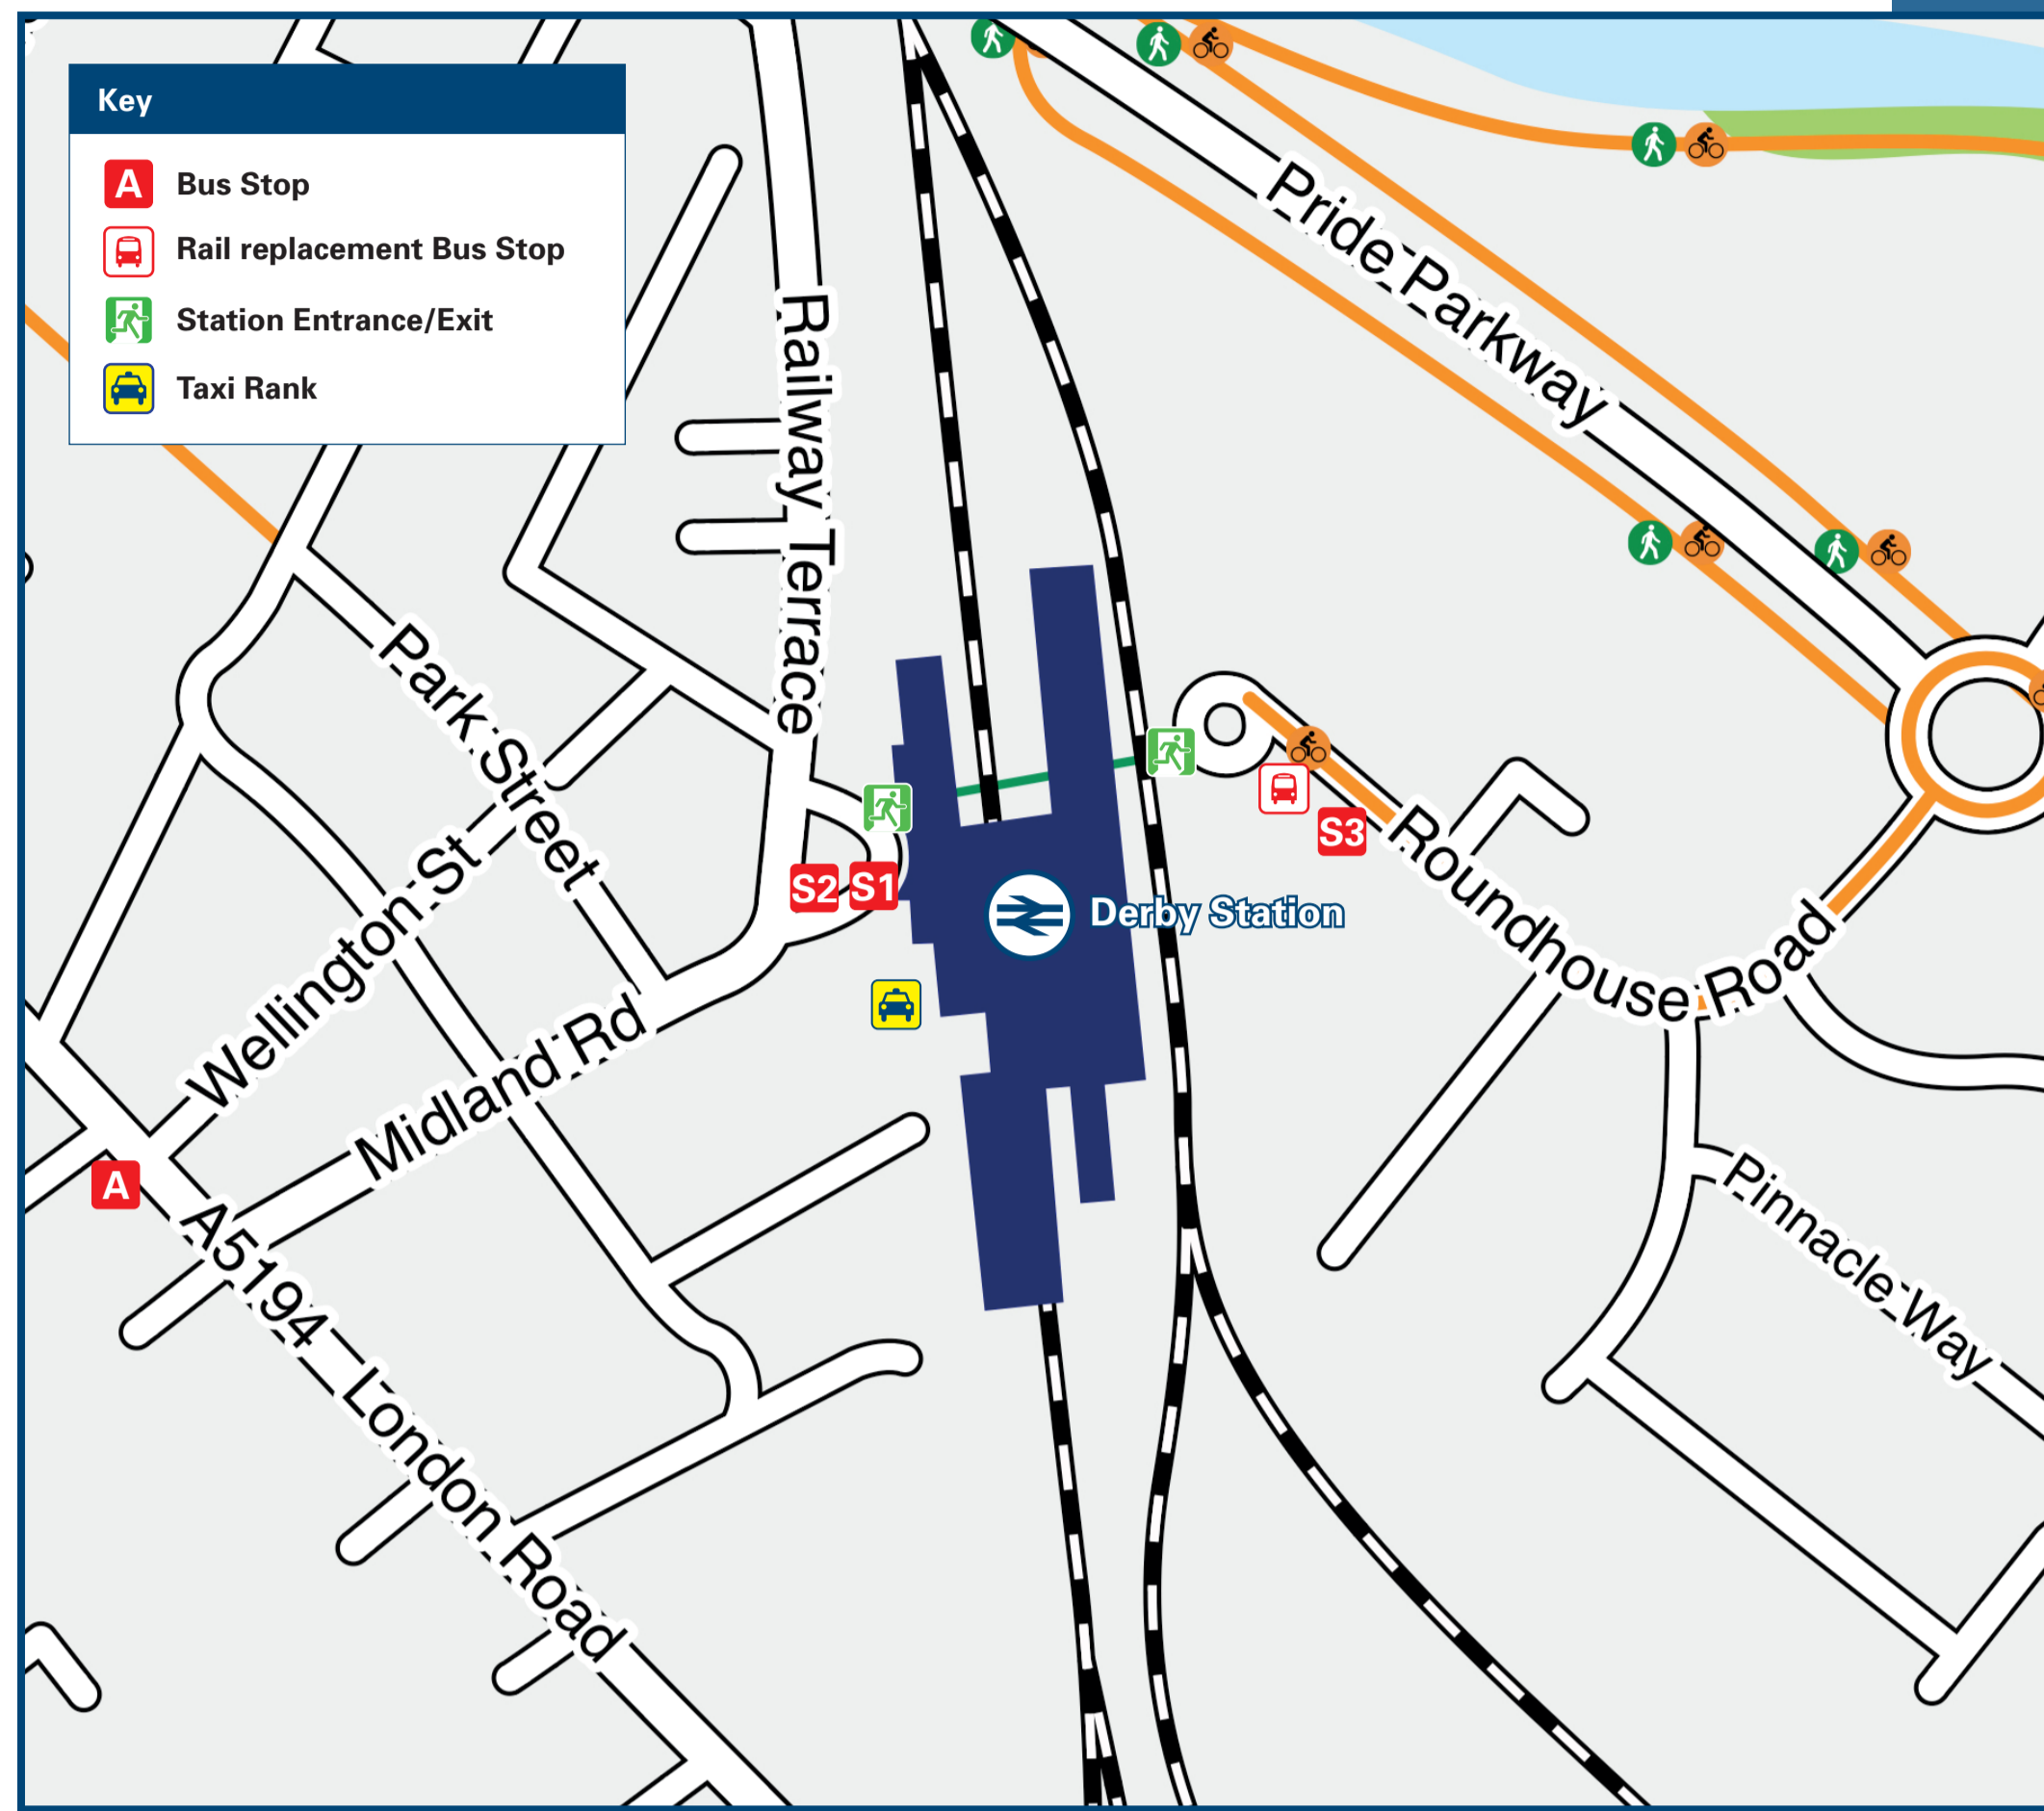 Key
A Bus Stop
Rail replacement Bus Stop
Station Entrance/Exit
Taxi Rank
Pride Parkway
Railway Terrace
Park Street
Wellington St
Midland Rd
S2
S1
S3
Derby Station
Roundhouse Road
A
A5194 London Road
Pinnacle Way